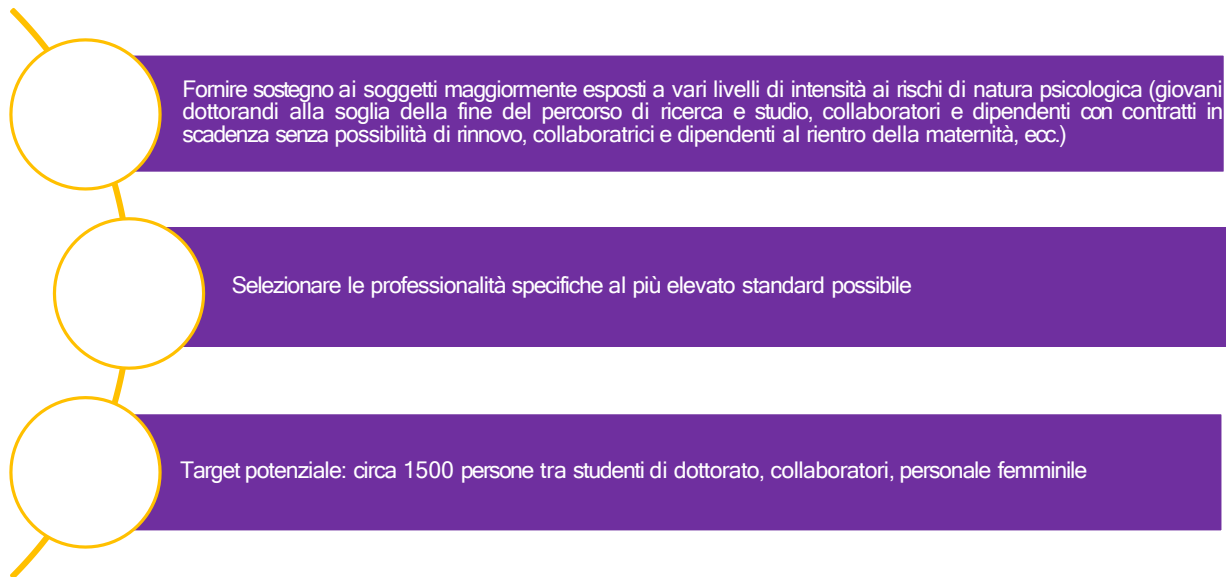 Fornire sostegno ai soggetti maggiormente esposti a vari livelli di intensità ai rischi di natura psicologica (giovani
dottorandi alla soglia della fine del percorso di ricerca e studio, collaboratori e dipendenti con contratti in
scadenza senza possibilità di rinnovo, collaboratrici e dipendenti al rientro della maternità, ecc.)
Selezionare le professionalità specifiche al più elevato standard possibile
Target potenziale: circa 1500 persone tra studenti di dottorato, collaboratori, personale femminile